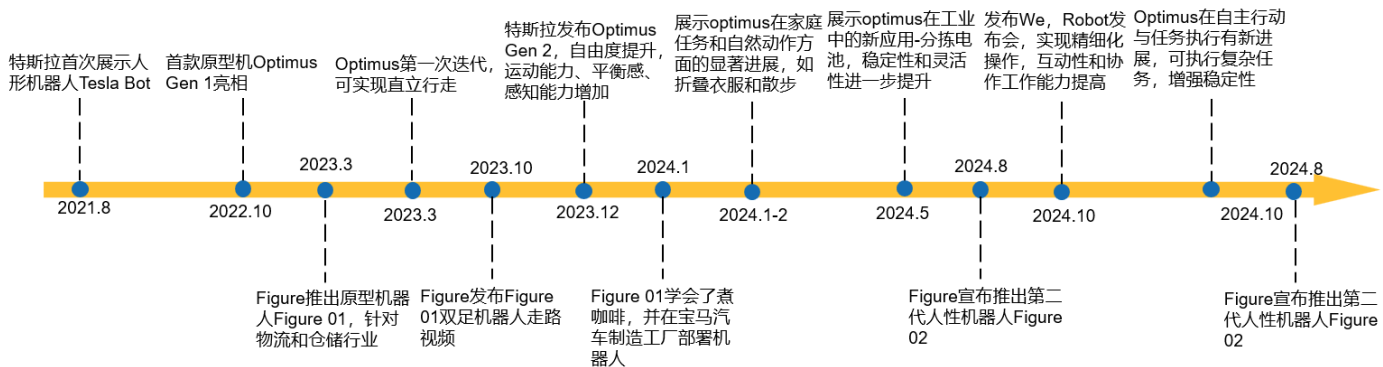 特斯拉首次展示人
形机器人Tesla Bot
首款原型机Optimus
Gen 1亮相
Optimus第一次迭代，
可实现直立行走
特斯拉发布Optimus
Gen 2，自由度提升，
运动能力、平衡感、
感知能力增加
展示optimus在家庭
任务和自然动作方
面的显著进展，如
折叠衣服和散步
展示optimus在工业
中的新应用-分拣电
池，稳定性和灵活
性进一步提升
发布We，Robot发
布会，实现精细化
操作，互动性和协
作工作能力提高
Optimus在自主行动
与任务执行有新进
展，可执行复杂任
务，增强稳定性
2023.3
2023.10
2024.1
2024.8
2024.8
2021.8
2022.10
2023.3
2023.12
2024.1-2
2024.5
2024.10
2024.10
Figure推出原型机器
人Figure 01，针对
物流和仓储行业
Figure发布Figure
01双足机器人走路
视频
Figure 01学会了煮
咖啡，并在宝马汽
车制造工厂部署机
器人
Figure宣布推出第二
代人性机器人Figure
02
Figure宣布推出第二
代人性机器人Figure
02